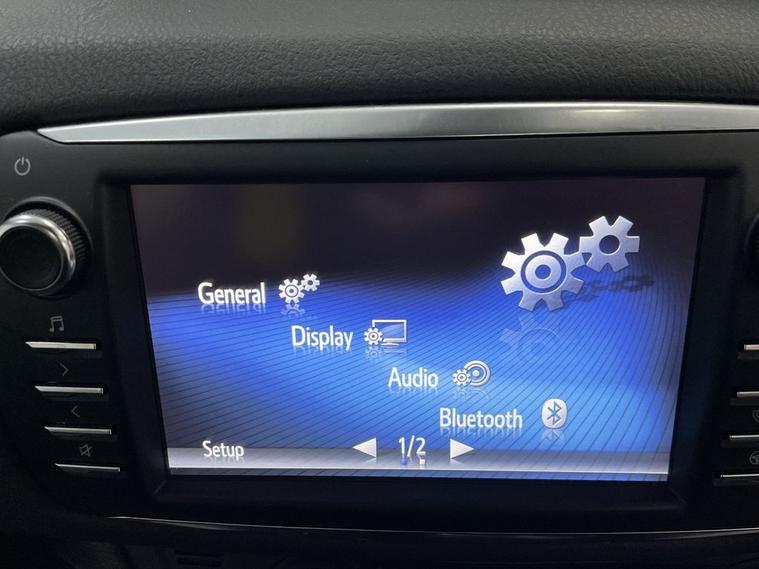 General
Display
Audio
Bluetooth
Setup
1/2